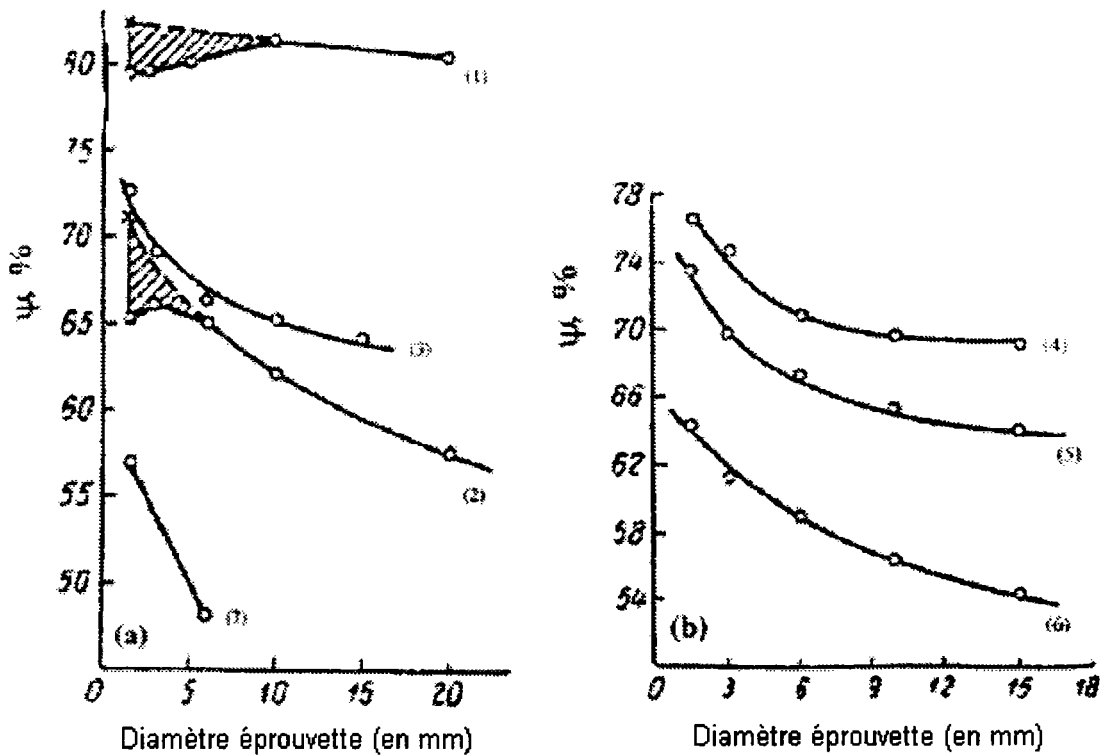 80
75
70
65
60
55
50
ψ %
(1)
(3)
(2)
(7)
(a)
0 5 10 15 20
Diamètre éprouvette (en mm)
78
74
70
66
62
58
54
ψ, %
(4)
(5)
(6)
(b)
0 3 6 9 12 15 18
Diamètre éprouvette (en mm)